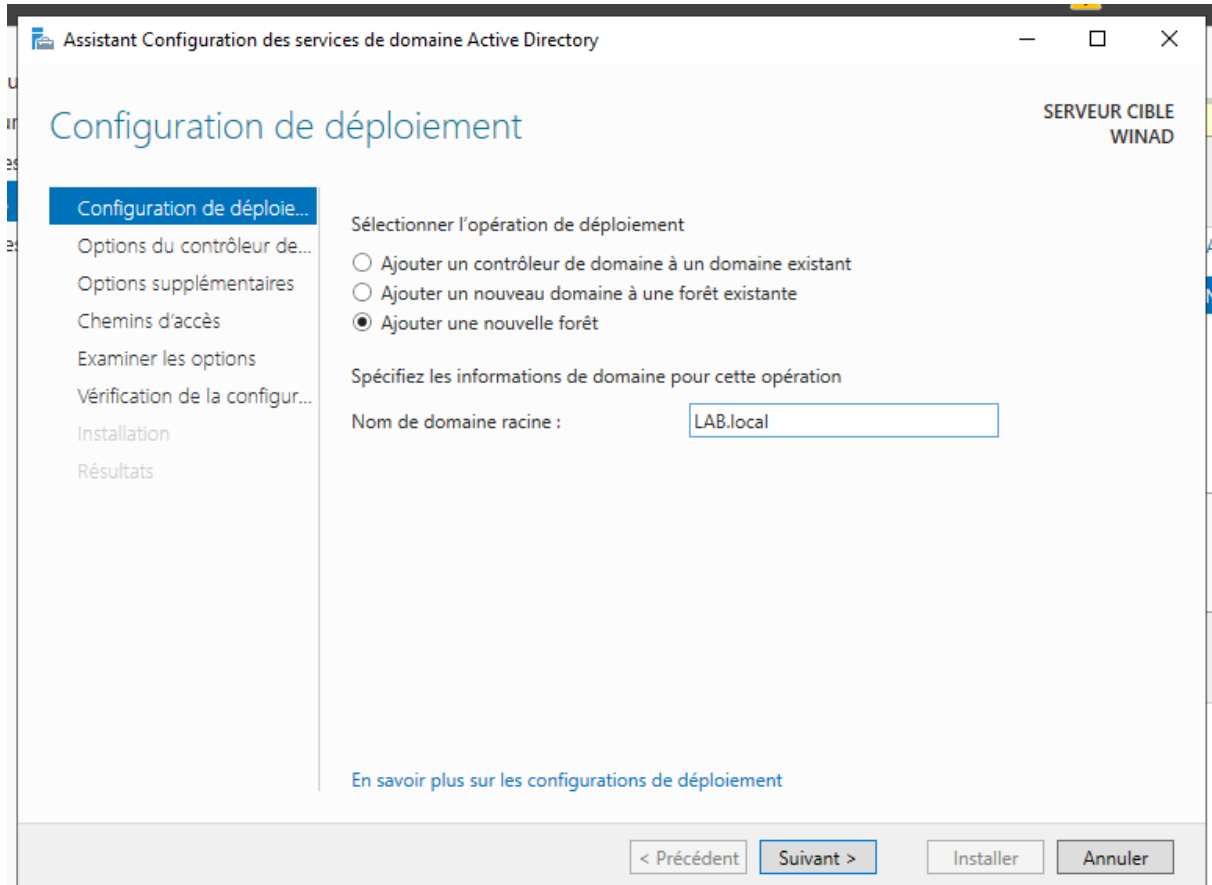 Assistant Configuration des services de domaine Active Directory
Configuration de déploiement
SERVEUR CIBLE
WINAD
Configuration de déploie...
Options du contrôleur de...
Options supplémentaires
Chemins d'accès
Examiner les options
Vérification de la configur...
Installation
Résultats
Sélectionner l'opération de déploiement
Ajouter un contrôleur de domaine à un domaine existant
Ajouter un nouveau domaine à une forêt existante
Ajouter une nouvelle forêt
Spécifiez les informations de domaine pour cette opération
Nom de domaine racine : LAB.local
En savoir plus sur les configurations de déploiement
< Précédent Suivant > Installer Annuler